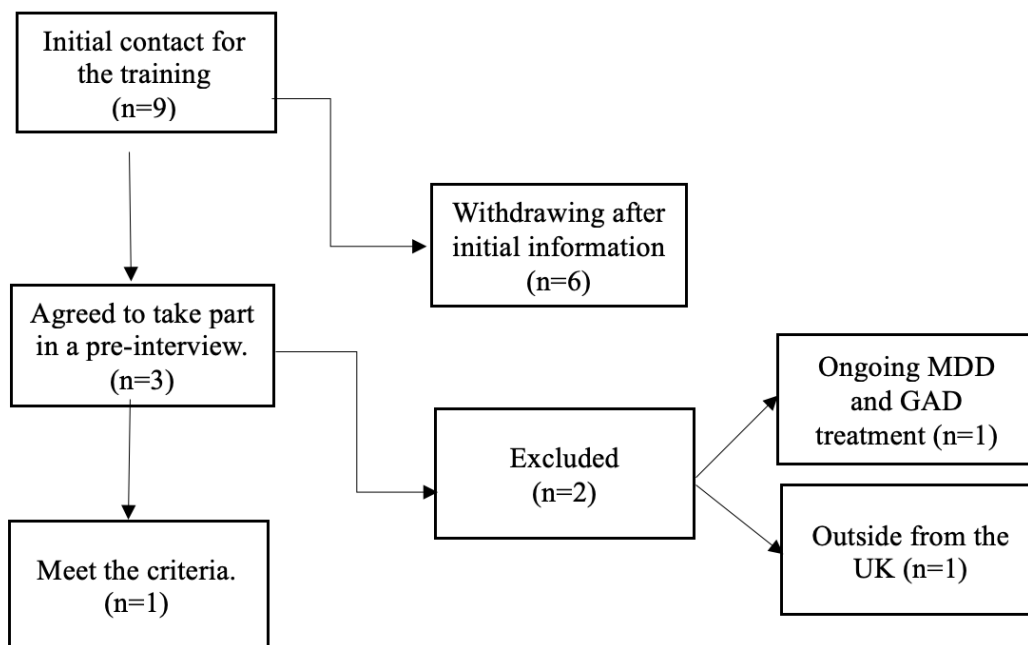 Initial contact for
the training
(n=9)
Withdrawing after
initial information
(n=6)
Agreed to take part
in a pre-interview.
(n=3)
Ongoing MDD
and GAD
treatment (n=1)
Excluded
(n=2)
Outside from the
UK (n=1)
Meet the criteria.
(n=1)